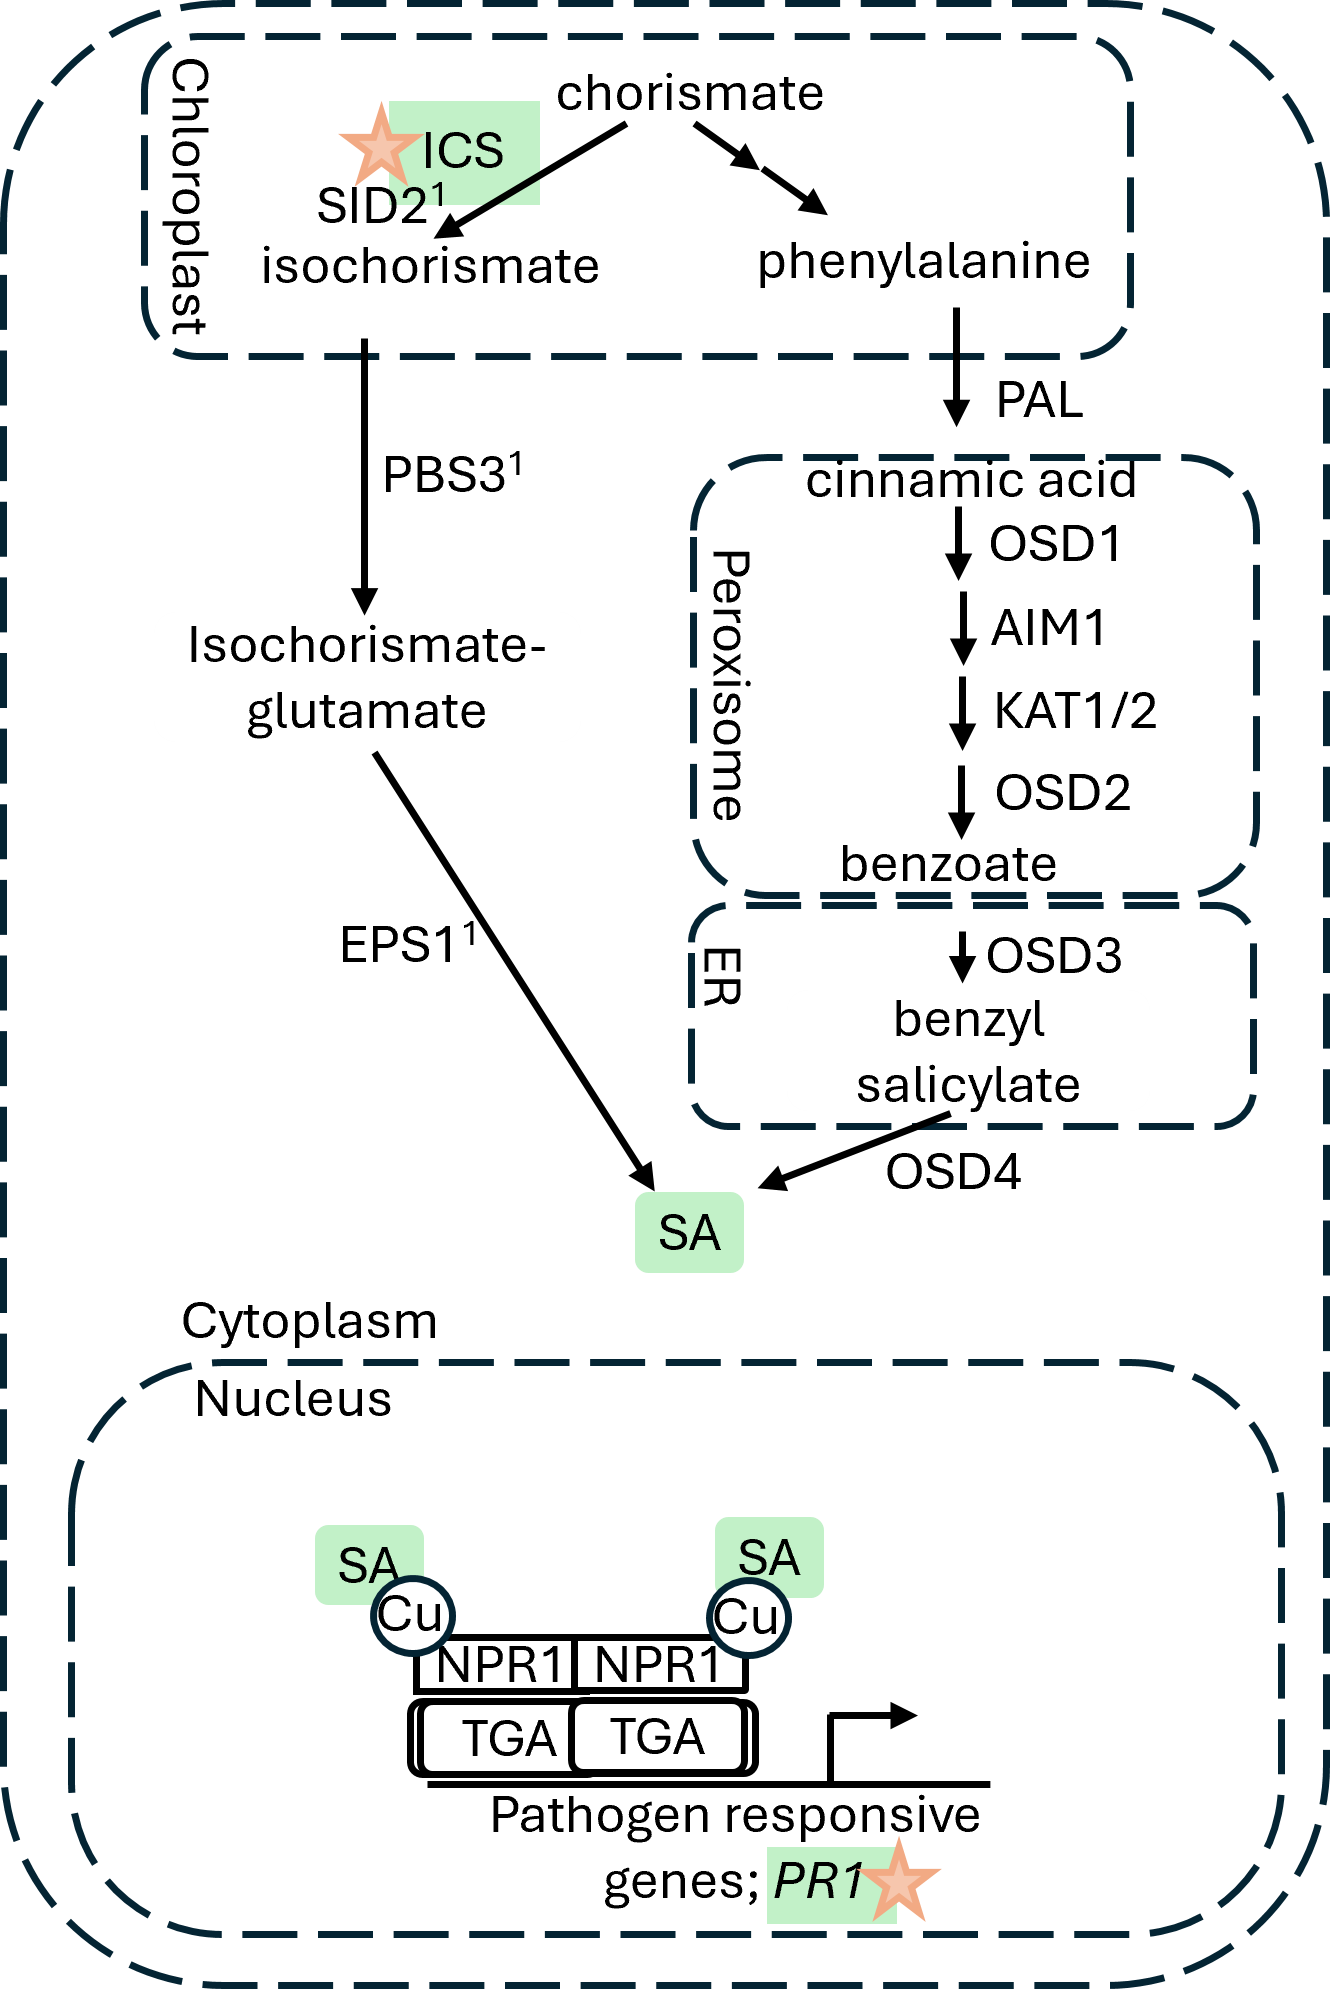 Chloroplast
chorismate
ICS
SID2¹
isochorismate
phenylalanine
PAL
PBS3¹
cinnamic acid
OSD1
Peroxisome
AIM1
Isochorismate-
glutamate
KAT1/2
OSD2
benzoate
EPS1¹
ER
OSD3
benzyl
salicylate
OSD4
SA
Cytoplasm
Nucleus
SA
SA
Cu
Cu
NPR1
NPR1
TGA
TGA
Pathogen responsive
genes; PR1